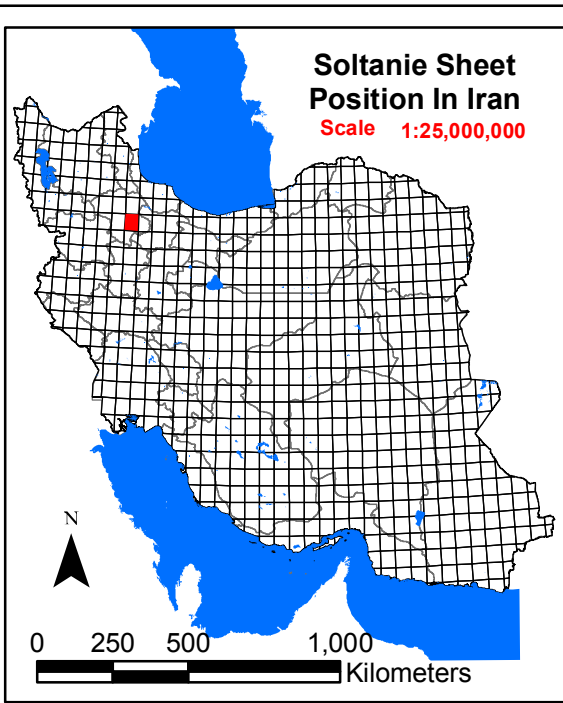 Soltanie Sheet
Position In Iran
Scale 1:25,000,000
N
0 250 500 1,000
Kilometers